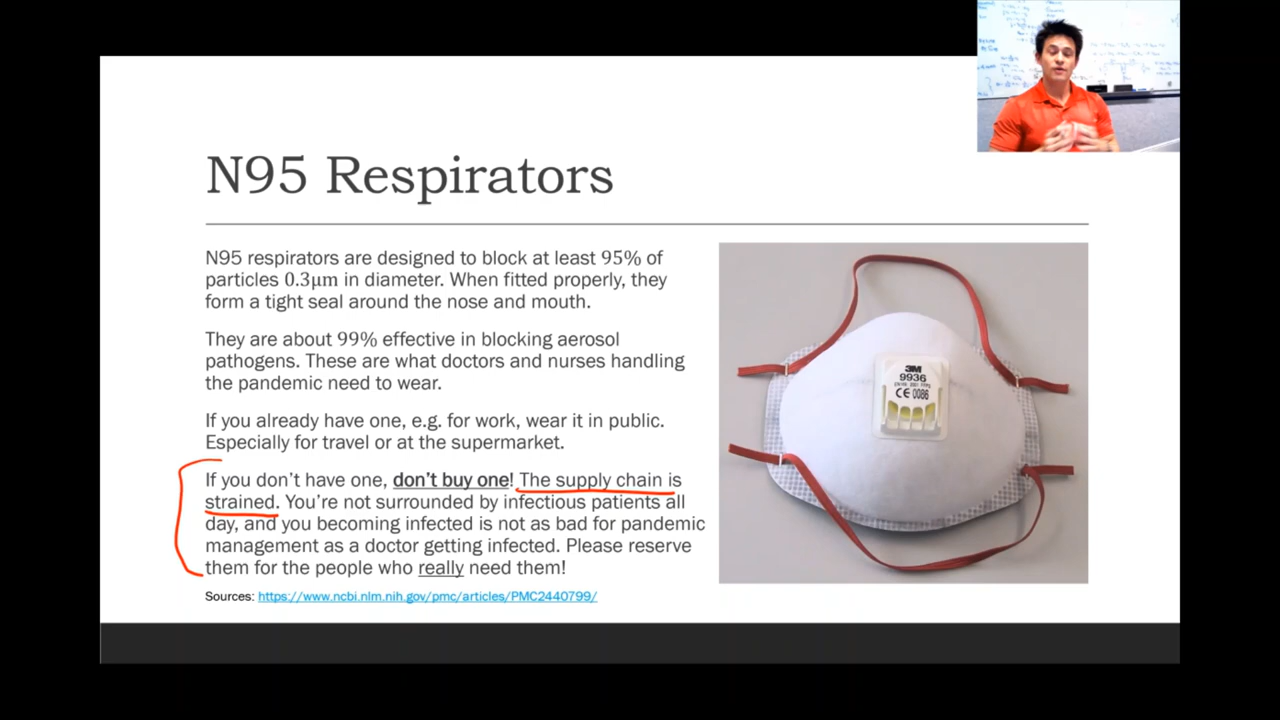 N95 Respirators
N95 respirators are designed to block at least 95% of
particles 0.3μm in diameter. When fitted properly, they
form a tight seal around the nose and mouth.
They are about 99% effective in blocking aerosol
pathogens. These are what doctors and nurses handling
the pandemic need to wear.
If you already have one, e.g. for work, wear it in public.
Especially for travel or at the supermarket.
If you don't have one, don't buy one! The supply chain is
strained. You're not surrounded by infectious patients all
day, and you becoming infected is not as bad for pandemic
management as a doctor getting infected. Please reserve
them for the people who really need them!
Sources: https://www.ncbi.nlm.nih.gov/pmc/articles/PMC2440799/
3M
9936
CE 0086